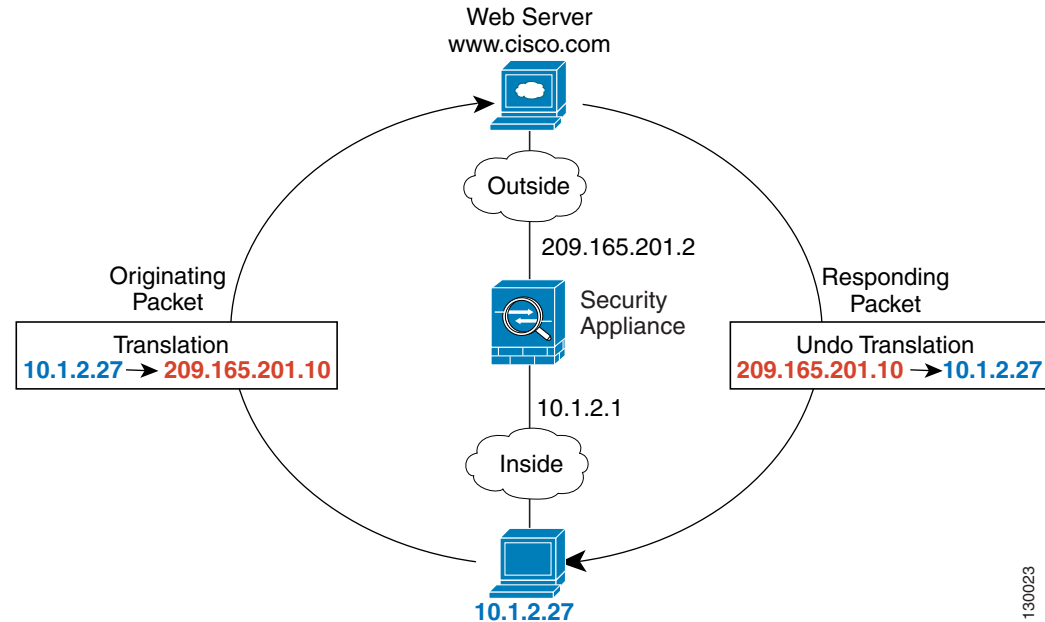 Web Server
www.cisco.com
Outside
209.165.201.2
Originating
Packet
Responding
Packet
Security
Appliance
Translation
10.1.2.27 209.165.201.10
Undo Translation
209.165.201.10 10.1.2.27
10.1.2.1
Inside
10.1.2.27
130023